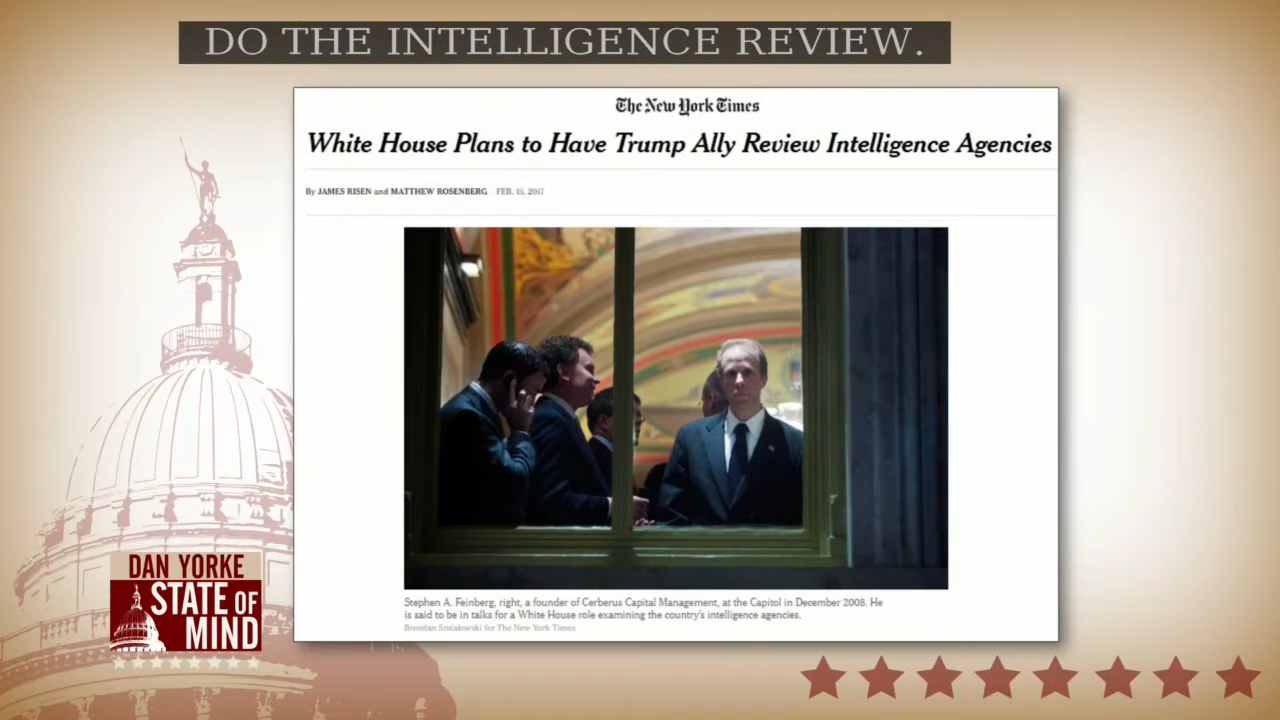 DO THE INTELLIGENCE REVIEW.
The New York Times
White House Plans to Have Trump Ally Review Intelligence Agencies
By JAMES RISEN and MATTHEW ROSENBERG FEB. 15, 2017
Stephen A. Feinberg, right, a founder of Cerberus Capital Management, at the Capitol in December 2008. He
is said to be in talks for a White House role examining the country's intelligence agencies.
Brendan Smialowski for The New York Times
DAN YORKE
STATE OF
MIND